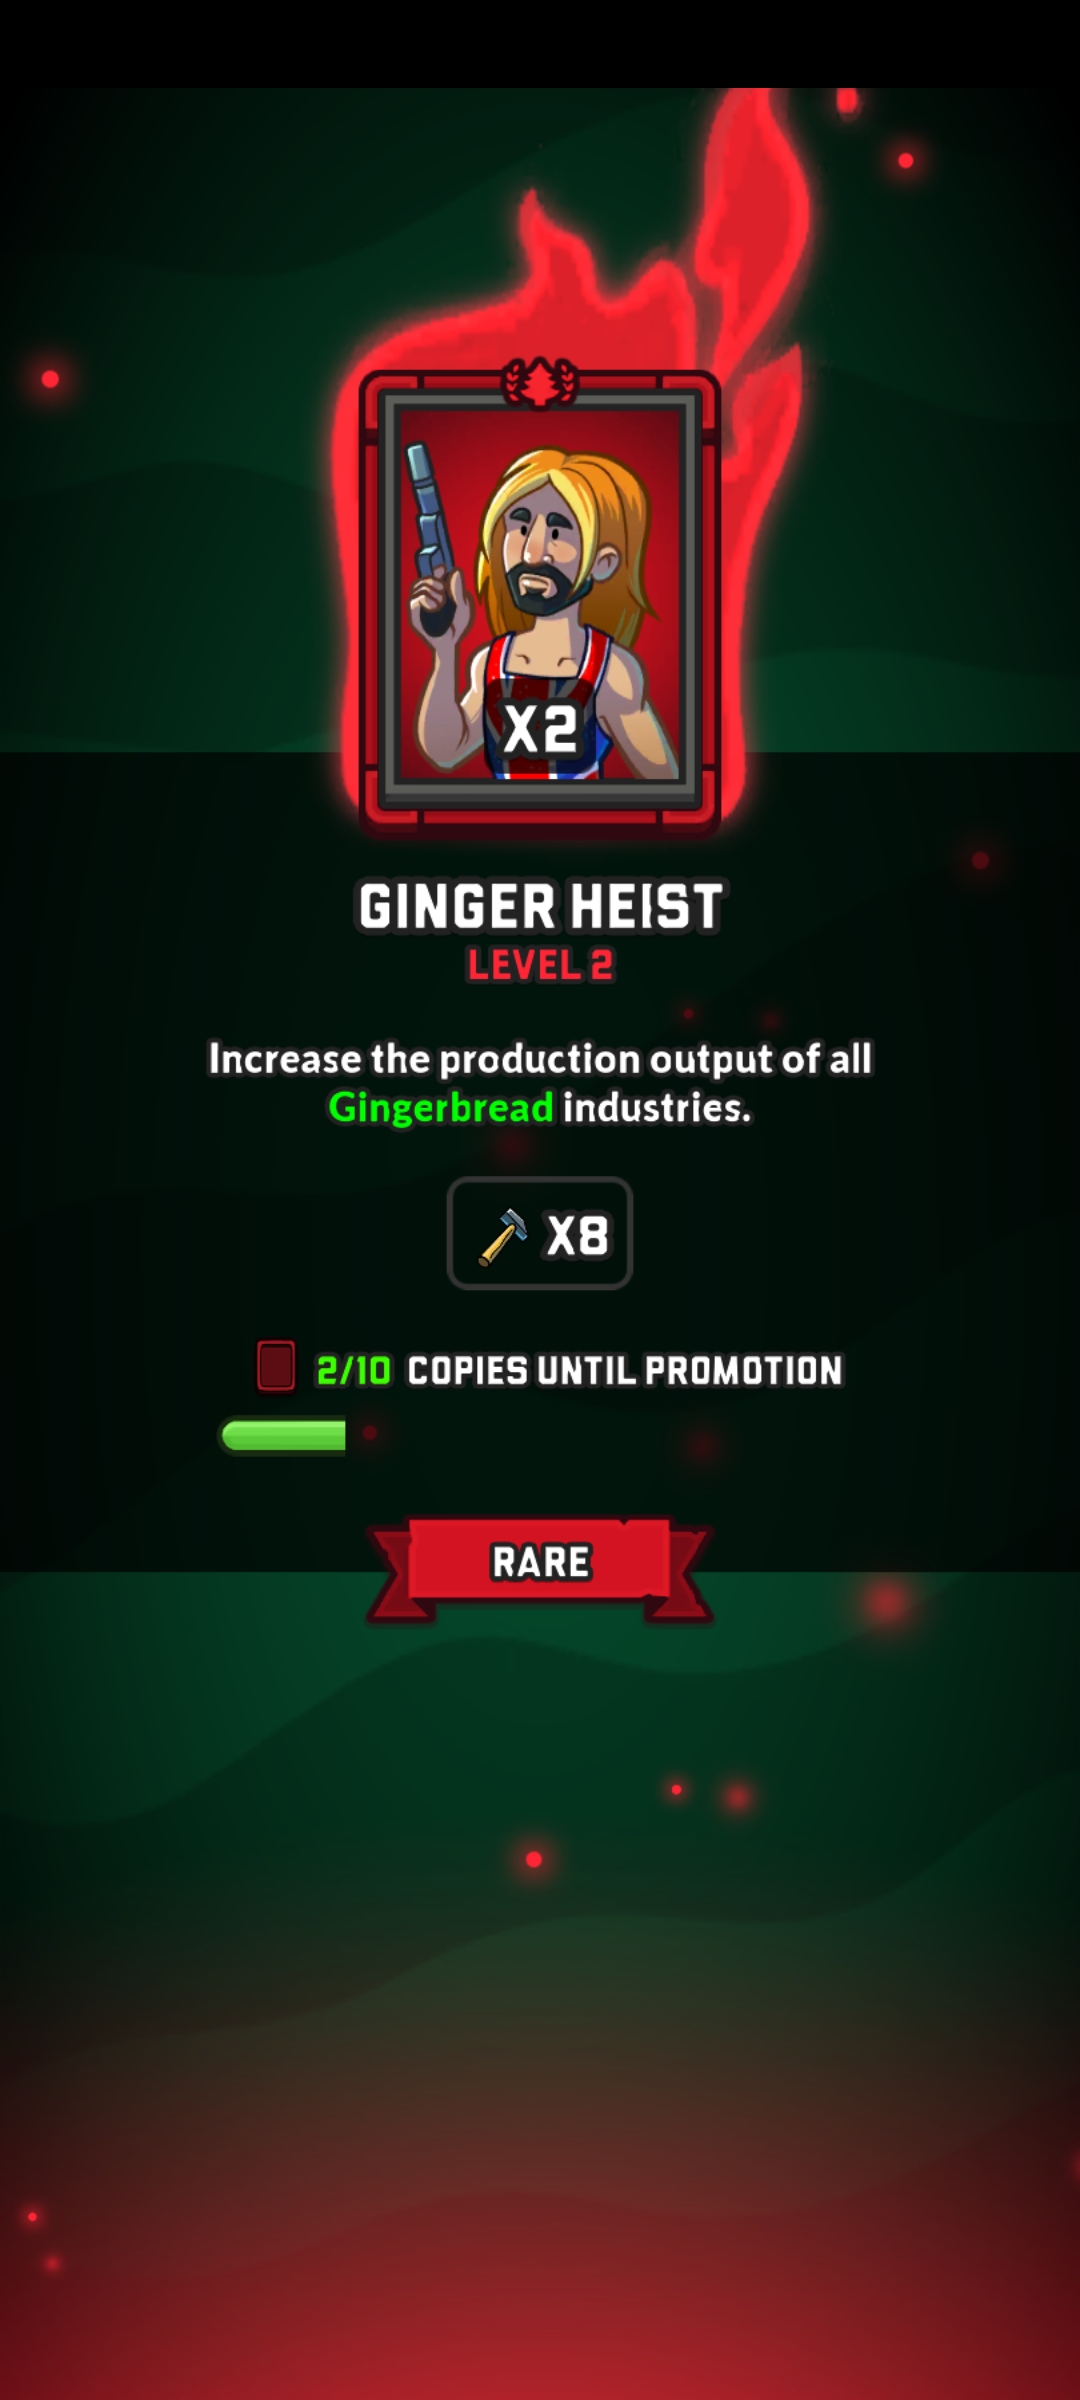 X2
GINGER HEIST
LEVEL 2
Increase the production output of all
Gingerbread industries.
X8
2/10 COPIES UNTIL PROMOTION
RARE